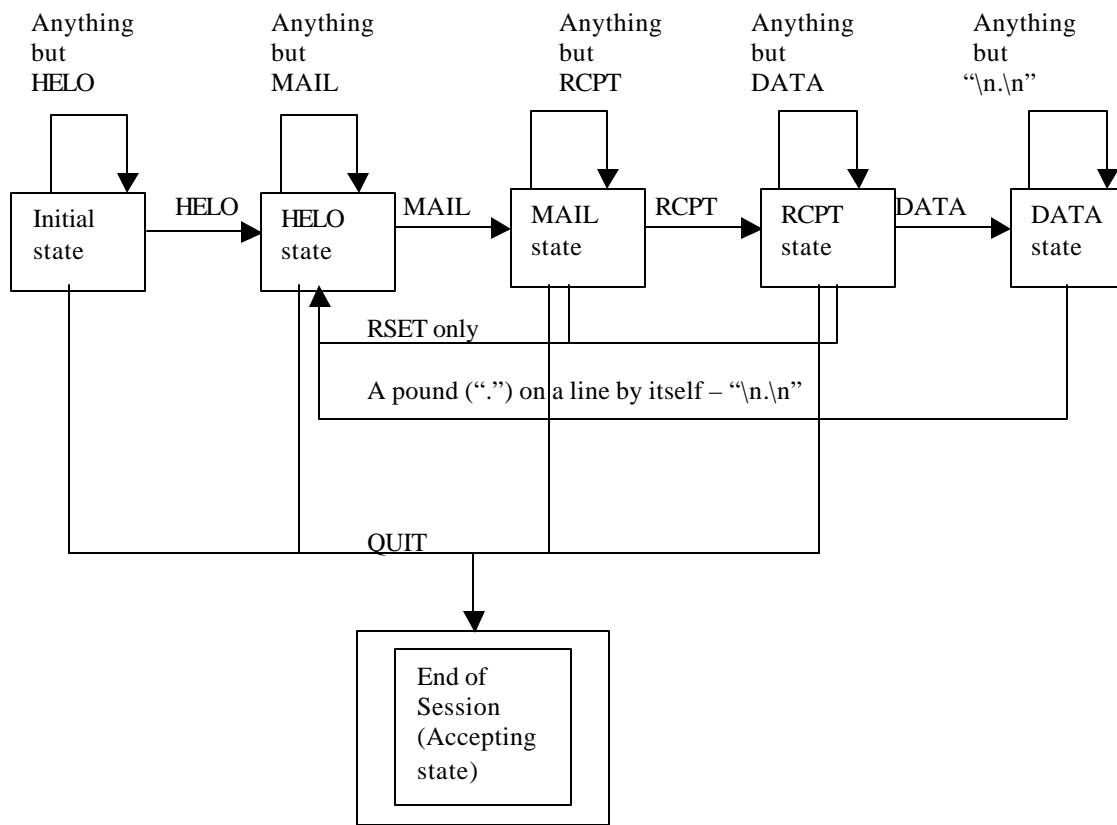 Anything
but
HELO
Anything
but
MAIL
Anything
but
RCPT
Anything
but
DATA
Anything
but
“\n.\n”
Initial
state
HELO
HELO
state
MAIL
MAIL
state
RCPT
RCPT
state
DATA
DATA
state
RSET only
A pound (“.”) on a line by itself – “\n.\n”
QUIT
End of
Session
(Accepting
state)